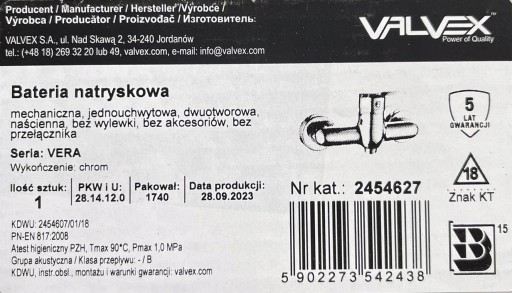 Producent / Manufacturer / Hersteller /Výrobce /
Výrobca / Producător / Proizvođač / Изготовитель:
VALVEX S.A., ul. Nad Skawą 2, 34-240 Jordanów
tel.: (+48 18) 269 32 20 lub 49, valvex.com, e-mail: info@valvex.com
VALVEX
Power of Quality
Bateria natryskowa
mechaniczna, jednouchwytowa, dwuotworowa,
naścienna, bez wylewki, bez akcesoriów, bez
przełącznika
Seria: VERA
Wykończenie: chrom
5
LAT
GWARANCJI
Ilość sztuk:
1
PKW i U:
28.14.12.0
Pakował:
1740
Data produkcji:
28.09.2023
Nr kat.: 2454627
18
Znak KT
KDWU: 2454607/01/18
PN-EN 817:2008
Atest higieniczny PZH, Tmax 90°C, Pmax 1,0 MPa
Grupa akustyczna / Klasa przepływu: - / B
KDWU, instr.obsł., montażu i warunki gwarancji: valvex.com
5 902273 542438
B 15